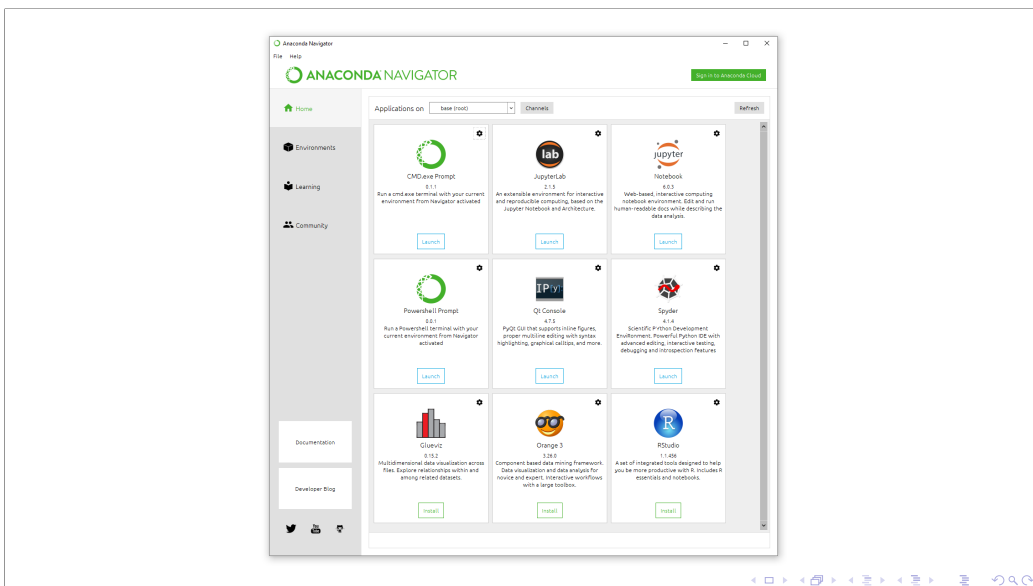 Anaconda Navigator
File Help
ANACONDA NAVIGATOR
Sign in to Anaconda Cloud
Home
Environments
Learning
Community
Documentation
Developer Blog
You Tube
Applications on base (root) Channels Refresh
CMD.exe Prompt
0.1.1
Run a cmd.exe terminal with your current
environment from Navigator activated
Launch
lab
JupyterLab
2.1.5
An extensible environment for interactive
and reproducible computing, based on the
Jupyter Notebook and Architecture.
Launch
jupyter
Notebook
6.0.3
Web-based, interactive computing
notebook environment. Edit and run
human-readable docs while describing the
data analysis.
Launch
Powershell Prompt
0.0.1
Run a Powershell terminal with your
current environment from Navigator
activated
Launch
IP[y]
Qt Console
4.7.5
PyQt GUI that supports inline figures,
proper multiline editing with syntax
highlighting, graphical calltips, and more.
Launch
Spyder
4.1.4
Scientific PYthon Development
EnviRonment. Powerful Python IDE with
advanced editing, interactive testing,
debugging and introspection features
Launch
Glueviz
0.15.2
Multidimensional data visualization across
files. Explore relationships within and
among related datasets.
Install
Orange 3
3.26.0
Component based data mining framework.
Data visualization and data analysis for
novice and expert. Interactive workflows
with a large toolbox.
Install
R
RStudio
1.1.456
A set of integrated tools designed to help
you be more productive with R. Includes R
essentials and notebooks.
Install